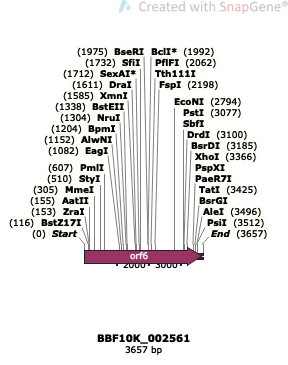 Created with SnapGene®
(1975) BseRI BclI* (1992)
(1732) SfiI PflFI (2062)
(1712) SexAI* Tth111I
(1611) DraI FspI (2198)
(1585) XmnI
EcoNI (2794)
(1338) BstEII PstI (3077)
(1304) NruI SbfI
(1204) BpmI DrdI (3100)
(1152) AlwNI BsrDI (3185)
(1082) EagI XhoI (3366)
PspXI
(607) PmlI PaeR7I
(510) StyI TatI (3425)
(305) MmeI BsrGI
(155) AatII AleI (3496)
(153) ZraI PsiI (3512)
(116) BstZ17I End (3657)
(0) Start
orf6
2000 3000
BBF10K_002561
3657 bp